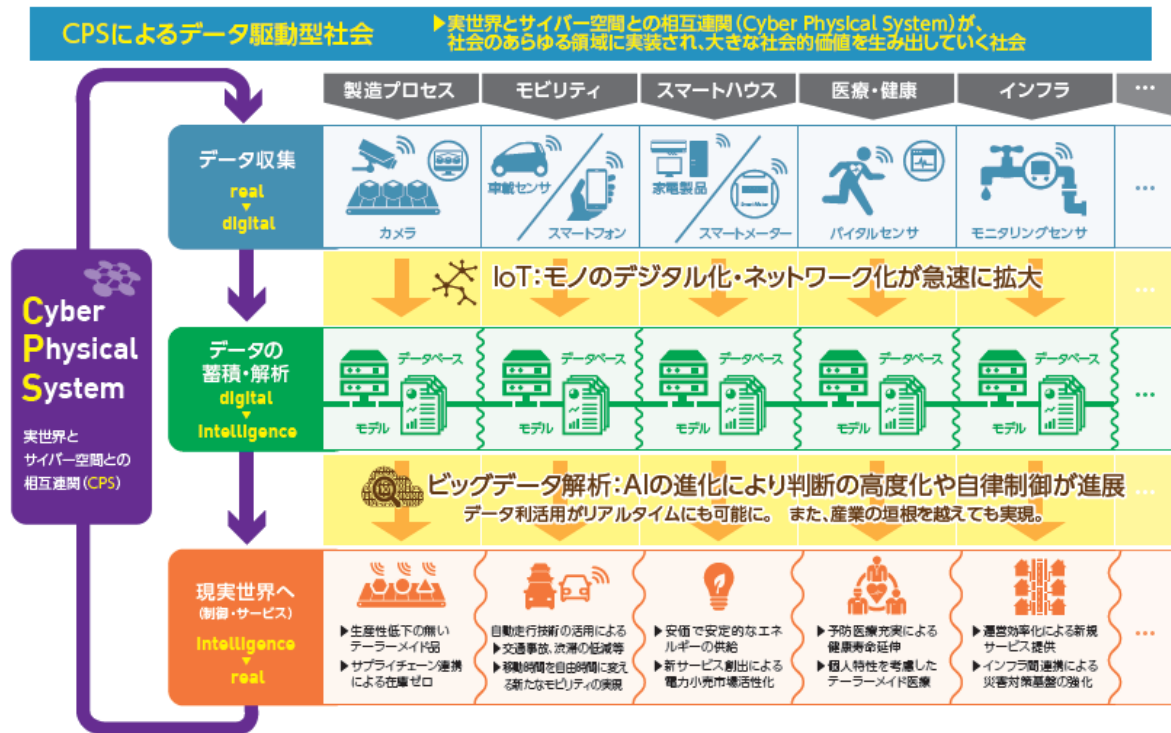 CPSによるデータ駆動型社会
▶実世界とサイバー空間との相互連関(Cyber Physical System)が、
社会のあらゆる領域に実装され、大きな社会的価値を生み出していく社会
製造プロセス
モビリティ
スマートハウス
医療・健康
インフラ
…
データ収集
real
▼
digital
カメラ
車載センサ
スマートフォン
家電製品
スマートメーター
バイタルセンサ
モニタリングセンサ
…
IoT:モノのデジタル化・ネットワーク化が急速に拡大
…
Cyber
Physical
System
実世界と
サイバー空間との
相互連関(CPS)
データの
蓄積・解析
digital
▼
intelligence
データベース
モデル
データベース
モデル
データベース
モデル
データベース
モデル
データベース
モデル
…
ビッグデータ解析:AIの進化により判断の高度化や自律制御が進展
データ利活用がリアルタイムにも可能に。 また、産業の垣根を越えても実現。
…
現実世界へ
(制御・サービス)
intelligence
▼
real
▶生産性低下の無い
テーラーメイド品
▶サプライチェーン連携
による在庫ゼロ
自動走行技術の活用による
▶交通事故、渋滞の低減等
▶移動時間を自由時間に変え
る新たなモビリティの実現
▶安価で安定的なエネ
ルギーの供給
▶新サービス創出による
電力小売市場活性化
▶予防医療充実による
健康寿命延伸
▶個人特性を考慮した
テーラーメイド医療
▶運営効率化による新規
サービス提供
▶インフラ間連携による
災害対策基盤の強化
…